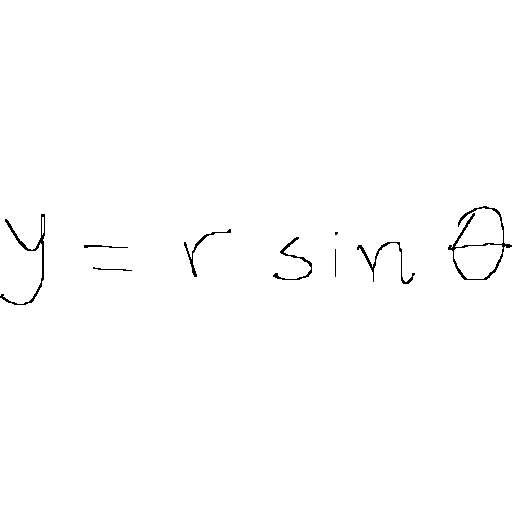 y = r sin θ